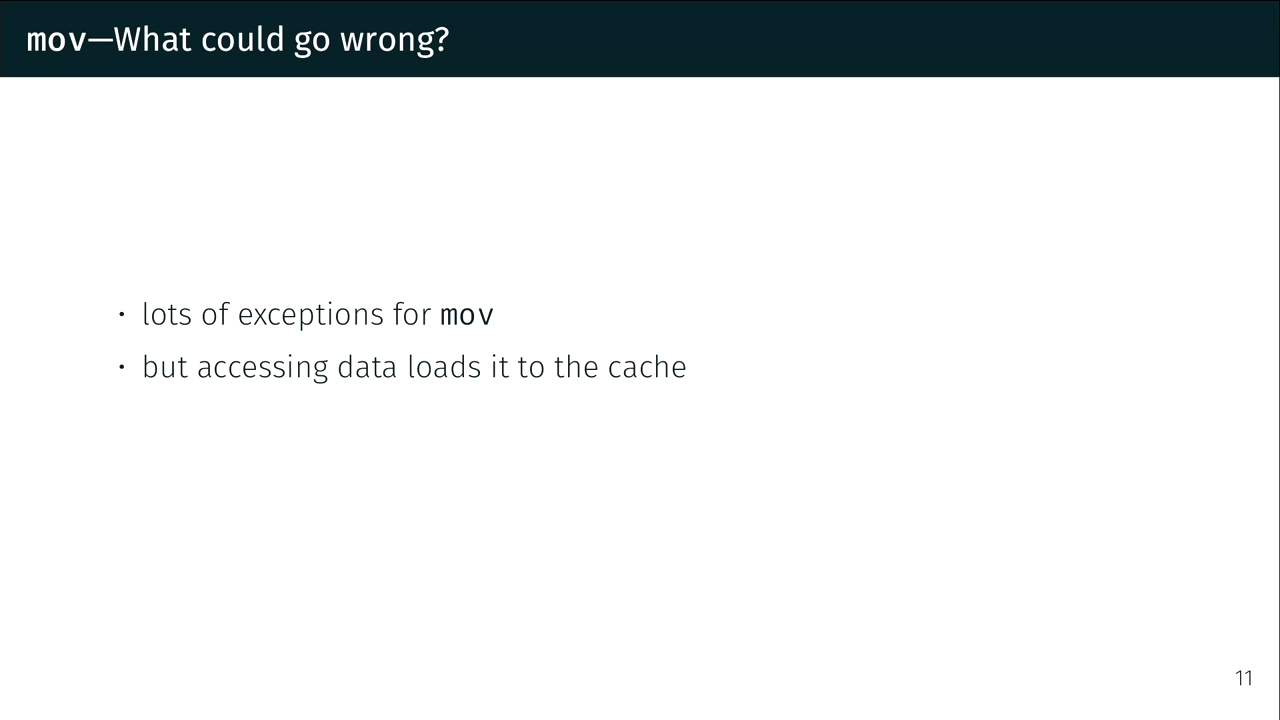 mov—What could go wrong?
• lots of exceptions for mov
• but accessing data loads it to the cache
11